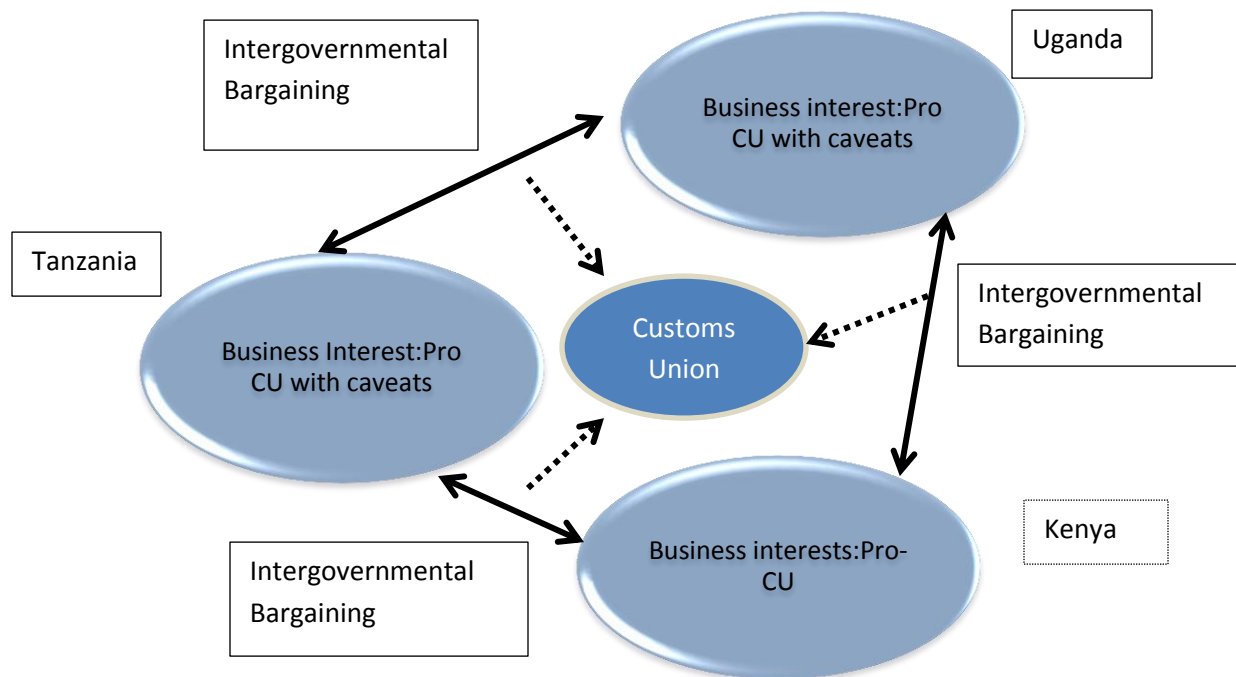 Intergovernmental
Bargaining
Uganda
Business interest:Pro
CU with caveats
Tanzania
Business Interest:Pro
CU with caveats
Customs
Union
Intergovernmental
Bargaining
Intergovernmental
Bargaining
Business interests:Pro-
CU
Kenya